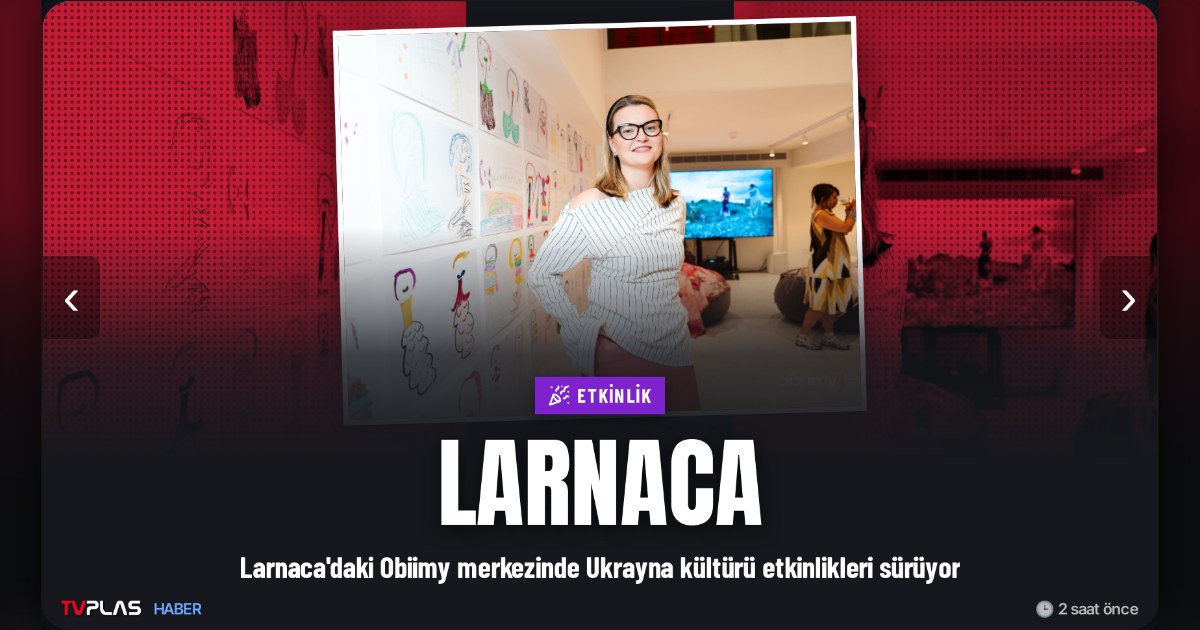 ETKİNLİK
LARNACA
Larnaca'daki Obiimy merkezinde Ukrayna kültürü etkinlikleri sürüyor
TVPLAS HABER
2 saat önce